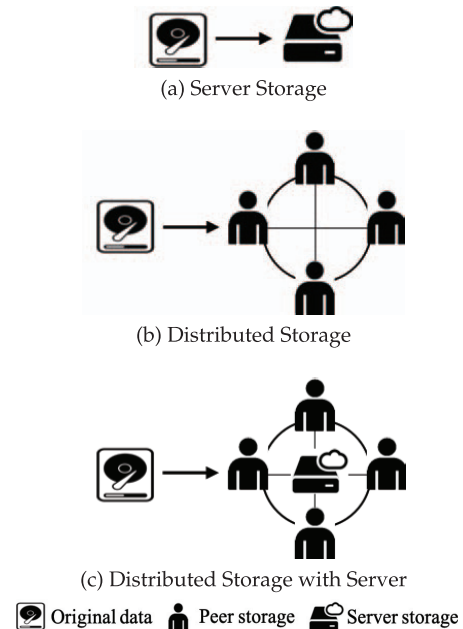 (a) Server Storage
(b) Distributed Storage
(c) Distributed Storage with Server
Original data Peer storage Server storage